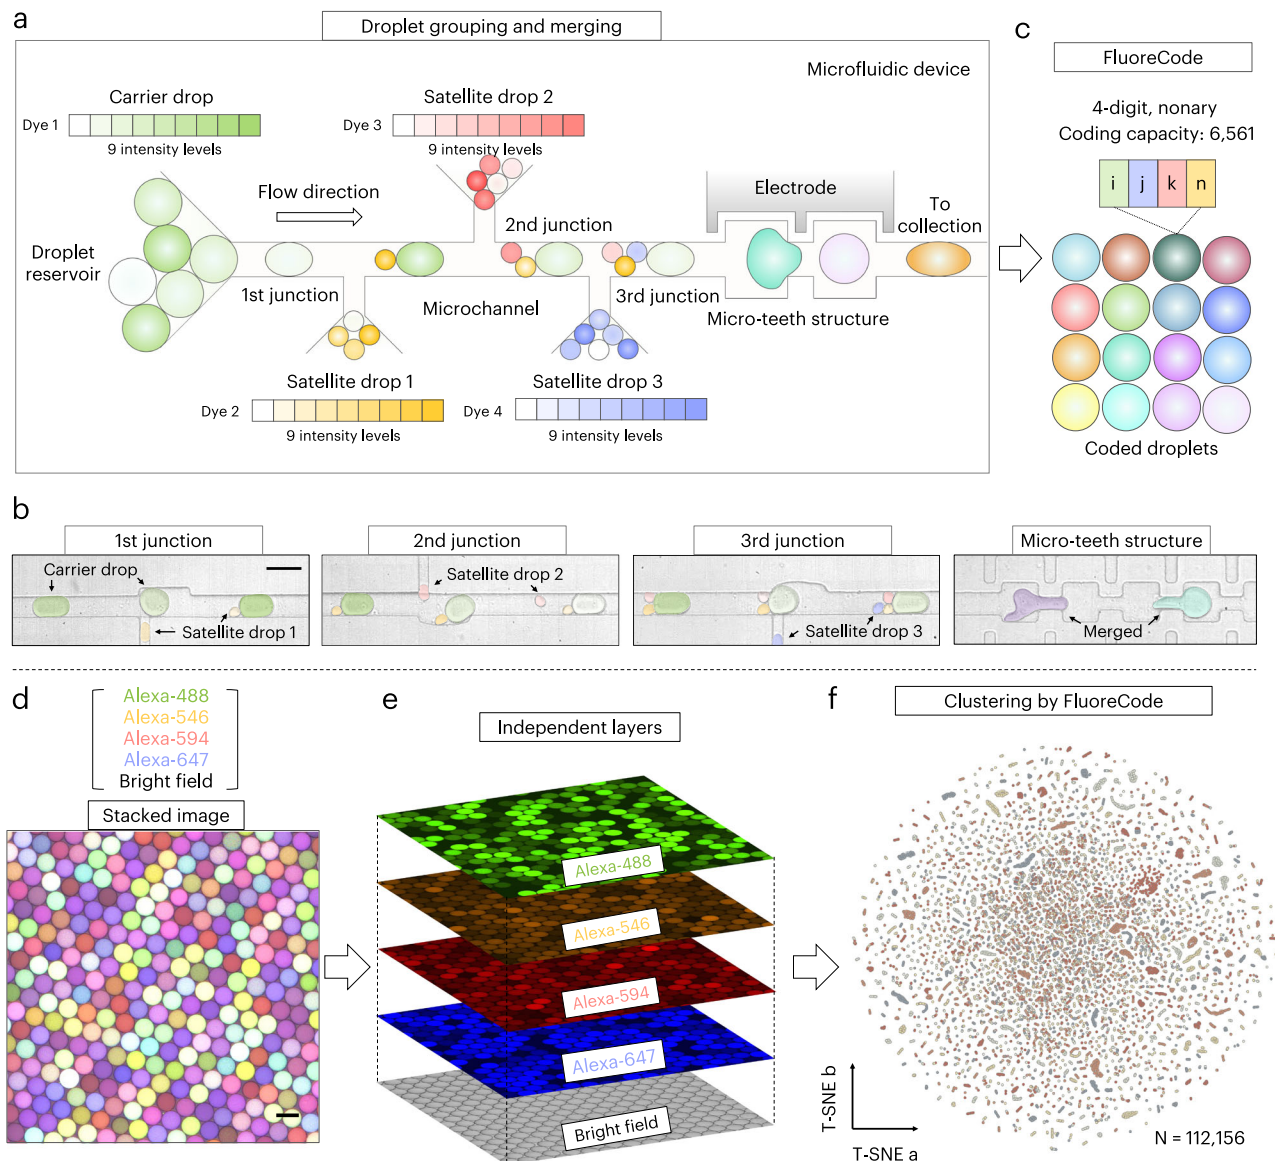 a
Droplet grouping and merging
Microfluidic device
Carrier drop
Dye 1
9 intensity levels
Satellite drop 2
Dye 3
9 intensity levels
Flow direction
Electrode
To
collection
Droplet
reservoir
2nd junction
1st junction
Microchannel
3rd junction
Micro-teeth structure
Satellite drop 1
Dye 2
9 intensity levels
Satellite drop 3
Dye 4
9 intensity levels
c
FluoreCode
4-digit, nonary
Coding capacity: 6,561
i j k n
Coded droplets
b
1st junction
Carrier drop
Satellite drop 1
2nd junction
Satellite drop 2
3rd junction
Satellite drop 3
Micro-teeth structure
Merged
d
Alexa-488
Alexa-546
Alexa-594
Alexa-647
Bright field
Stacked image
e
Independent layers
Alexa-488
Alexa-546
Alexa-594
Alexa-647
Bright field
f
Clustering by FluoreCode
T-SNE b
T-SNE a
N = 112,156